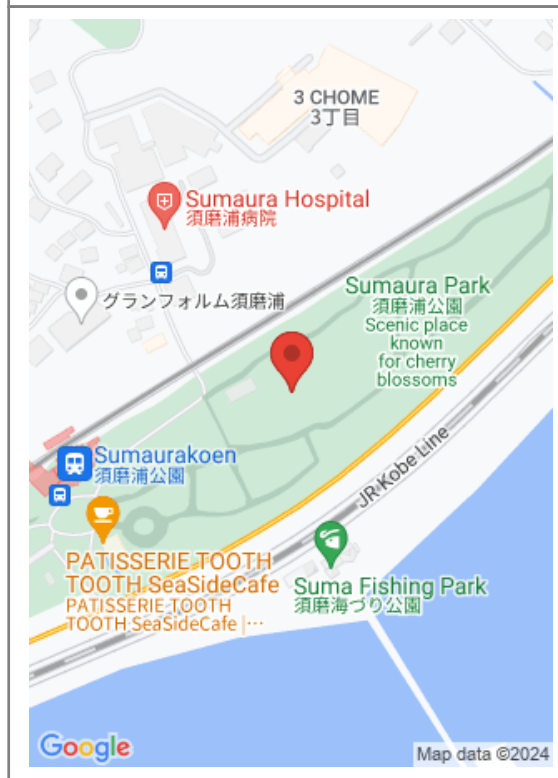 3 CHOME
3丁目
Sumaura Hospital
須磨浦病院
グランフォルム須磨浦
Sumaura Park
須磨浦公園
Scenic place
known
for cherry
blossoms
Sumaurakoen
須磨浦公園
JR Kobe Line
PATISSERIE TOOTH
TOOTH SeaSideCafe
PATISSERIE TOOTH
TOOTH SeaSideCafe |…
Suma Fishing Park
須磨海づり公園
Google
Map data ©2024